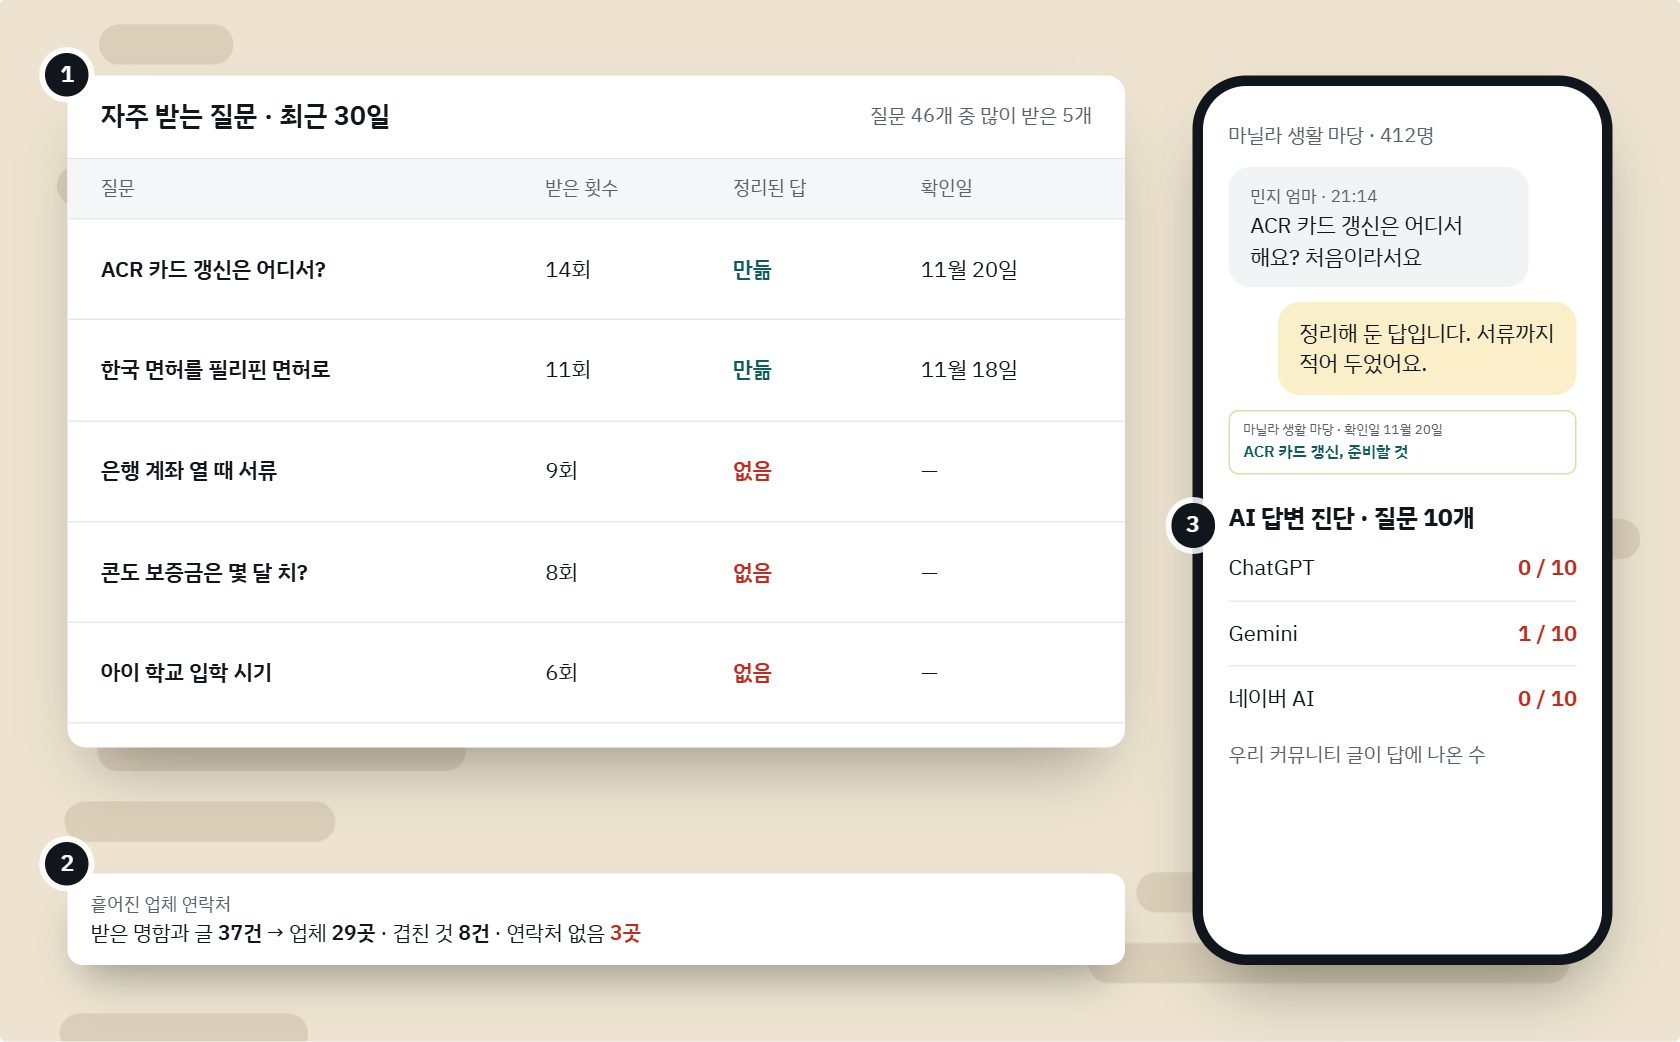 1
자주 받는 질문 · 최근 30일
질문 46개 중 많이 받은 5개
질문 받은 횟수 정리된 답 확인일
ACR 카드 갱신은 어디서? 14회 만듦 11월 20일
한국 면허를 필리핀 면허로 11회 만듦 11월 18일
은행 계좌 열 때 서류 9회 없음 —
콘도 보증금은 몇 달 치? 8회 없음 —
아이 학교 입학 시기 6회 없음 —
2
흩어진 업체 연락처
받은 명함과 글 37건 → 업체 29곳 · 겹친 것 8건 · 연락처 없음 3곳
마닐라 생활 마당 · 412명
민지 엄마 · 21:14
ACR 카드 갱신은 어디서
해요? 처음이라서요
정리해 둔 답입니다. 서류까지
적어 두었어요.
마닐라 생활 마당 · 확인일 11월 20일
ACR 카드 갱신, 준비할 것
3
AI 답변 진단 · 질문 10개
ChatGPT 0 / 10
Gemini 1 / 10
네이버 AI 0 / 10
우리 커뮤니티 글이 답에 나온 수